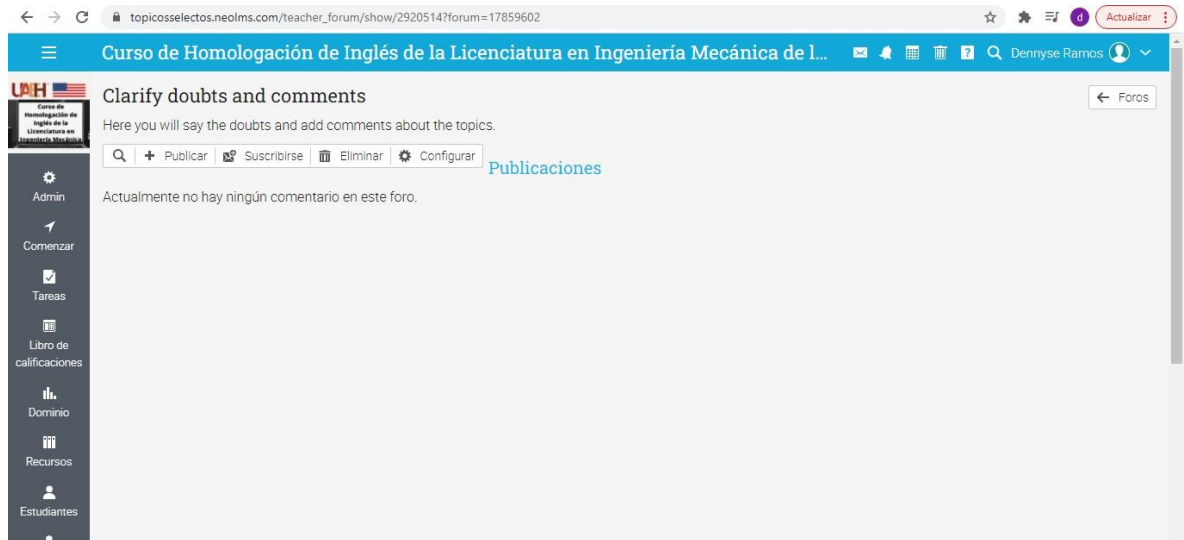 topicosselectos.neolms.com/teacher_forum/show/2920514?forum=17859602
d
Actualizar
Curso de Homologación de Inglés de la Licenciatura en Ingeniería Mecánica de l...
?
Dennyse Ramos
UAEH
Curso de
Homologación de
Inglés de la
Licenciatura en
Ingeniería Mecánica
Clarify doubts and comments
← Foros
Here you will say the doubts and add comments about the topics.
+ Publicar
Suscribirse
Eliminar
Configurar
Publicaciones
Actualmente no hay ningún comentario en este foro.
Admin
Comenzar
Tareas
Libro de
calificaciones
Dominio
Recursos
Estudiantes